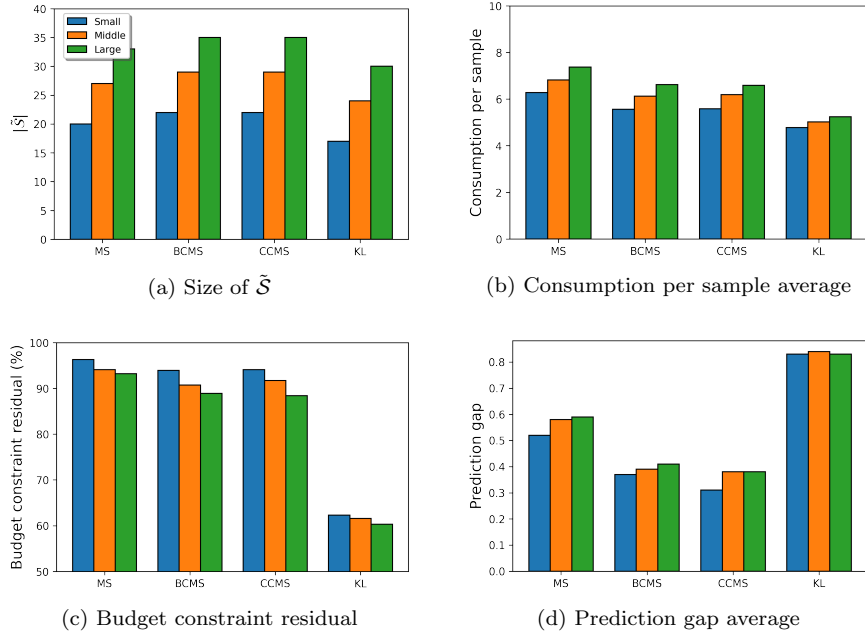 40
35
30
25
20
15
10
5
0
|S̃|
Small
Middle
Large
MS BCMS CCMS KL
(a) Size of S̃
10
8
6
4
2
0
Consumption per sample
MS BCMS CCMS KL
(b) Consumption per sample average
100
90
80
70
60
50
Budget constraint residual (%)
MS BCMS CCMS KL
(c) Budget constraint residual
0.8
0.7
0.6
0.5
0.4
0.3
0.2
0.1
0.0
Prediction gap
MS BCMS CCMS KL
(d) Prediction gap average